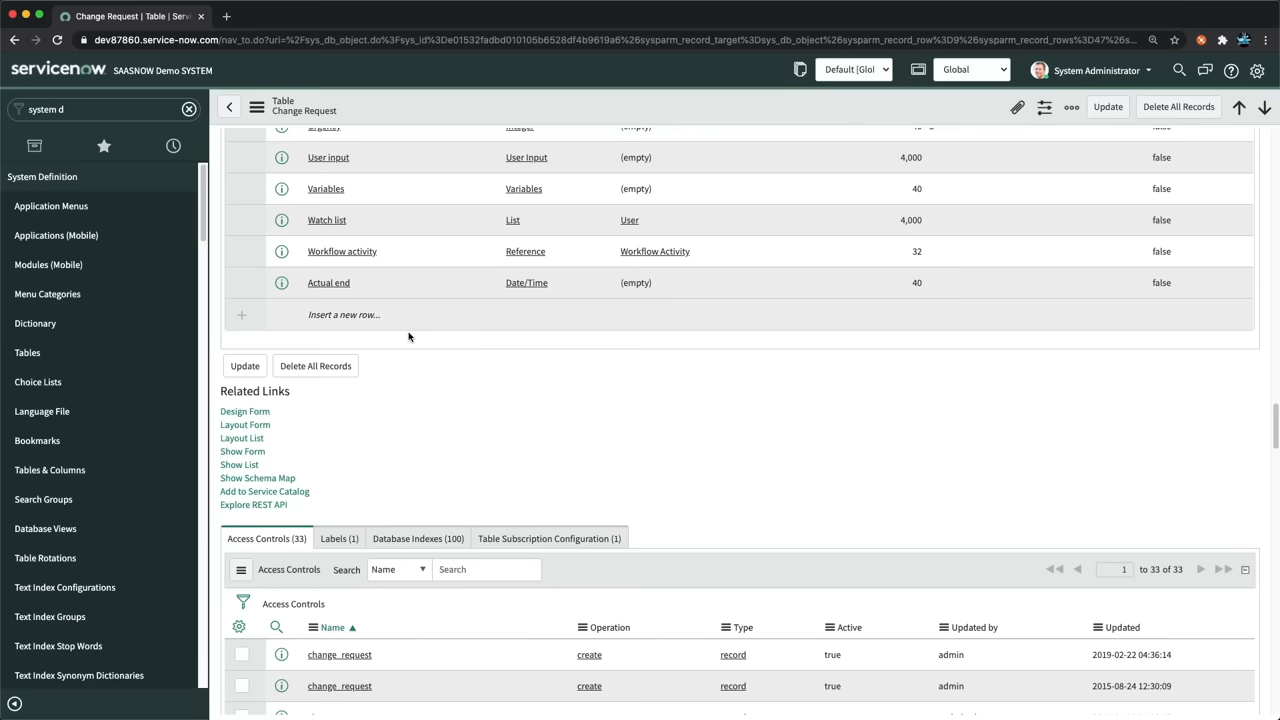 Change Request | Table | Serv
dev87860.service-now.com/nav_to.do?uri=%2Fsys_db_object.do%3Fsys_id%3De01532fadbd010105b6528df4b9619a6%26sysparm_record_target%3Dsys_db_object%26sysparm_record_row%3D9%26sysparm_record_rows%3D47%26s...
servicenow SAASNOW Demo SYSTEM
Default [Glol
Global
System Administrator
system d
Table
Change Request
Update
Delete All Records
System Definition
Application Menus
Applications (Mobile)
Modules (Mobile)
Menu Categories
Dictionary
Tables
Choice Lists
Language File
Bookmarks
Tables & Columns
Search Groups
Database Views
Table Rotations
Text Index Configurations
Text Index Groups
Text Index Stop Words
Text Index Synonym Dictionaries
Urgency Integer false
User input User Input (empty) 4,000 false
Variables Variables (empty) 40 false
Watch list List User 4,000 false
Workflow activity Reference Workflow Activity 32 false
Actual end Date/Time (empty) 40 false
Insert a new row...
Update Delete All Records
Related Links
Design Form
Layout Form
Layout List
Show Form
Show List
Show Schema Map
Add to Service Catalog
Explore REST API
Access Controls (33) Labels (1) Database Indexes (100) Table Subscription Configuration (1)
Access Controls Search Name Search 1 to 33 of 33
Access Controls
Name Operation Type Active Updated by Updated
change_request create record true admin 2019-02-22 04:36:14
change_request create record true admin 2015-08-24 12:30:09